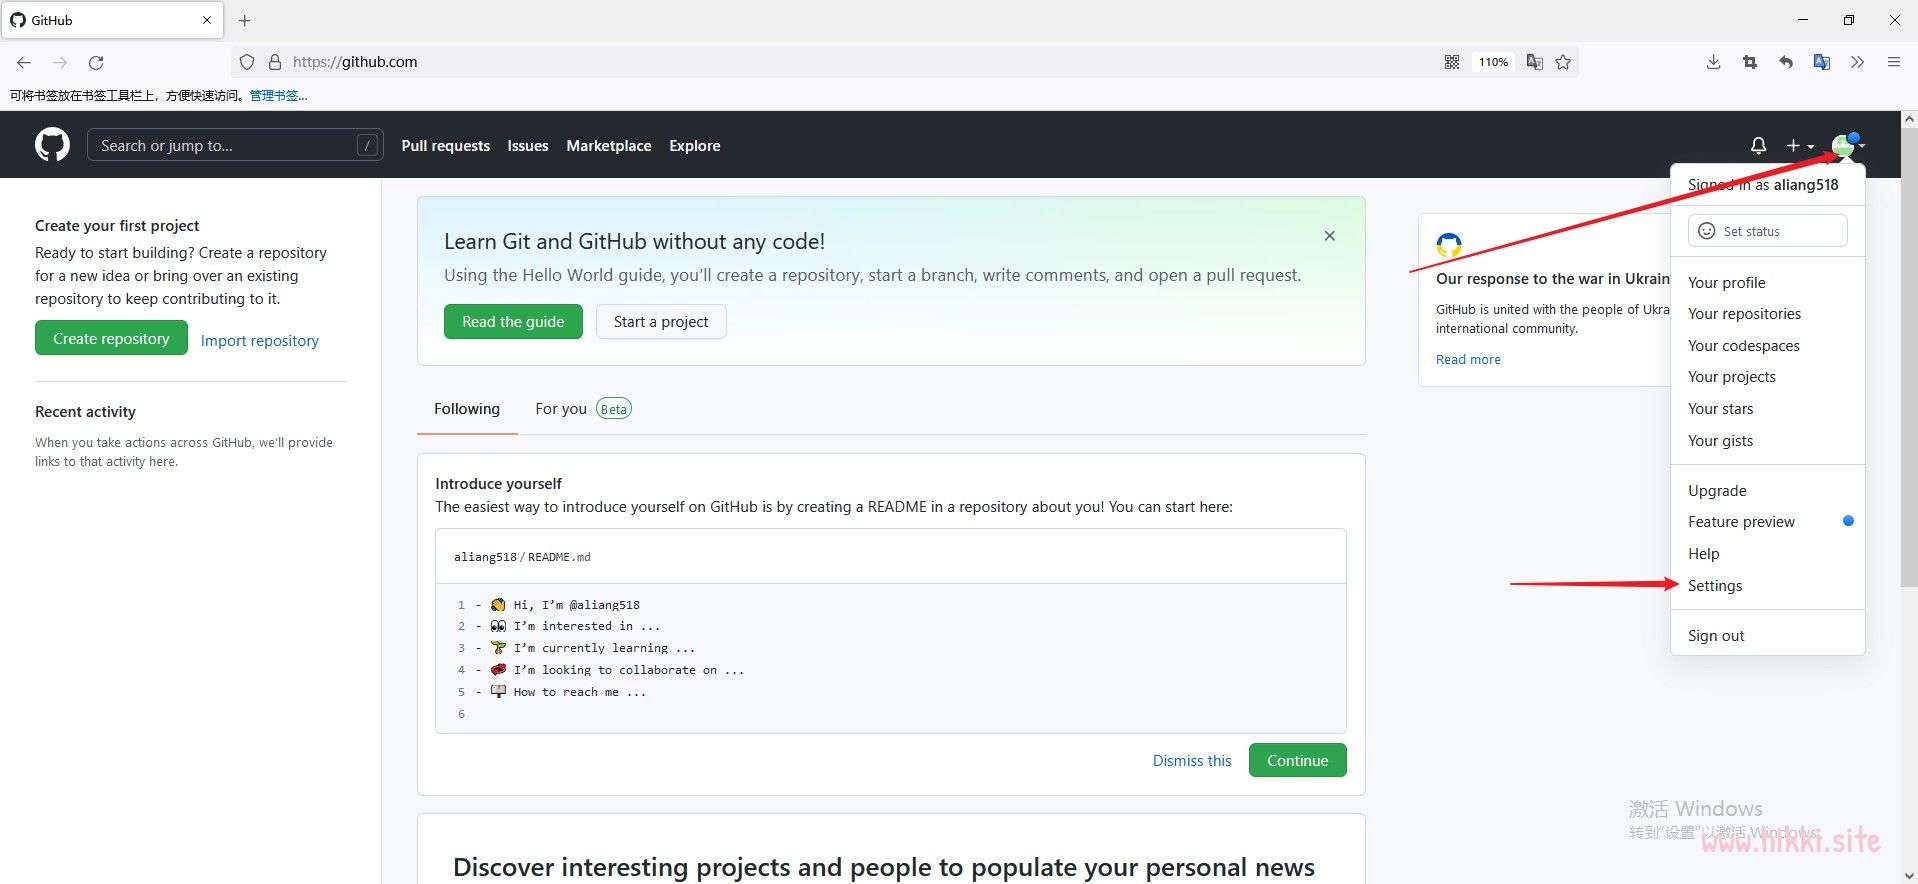 GitHub
https://github.com
110%
可将书签放在书签工具栏上，方便快速访问。管理书签...
Search or jump to...
/
Pull requests
Issues
Marketplace
Explore
Signed in as aliang518
Set status
Your profile
Your repositories
Your codespaces
Your projects
Your stars
Your gists
Upgrade
Feature preview
Help
Settings
Sign out
Create your first project
Ready to start building? Create a repository
for a new idea or bring over an existing
repository to keep contributing to it.
Create repository
Import repository
Recent activity
When you take actions across GitHub, we'll provide
links to that activity here.
Learn Git and GitHub without any code!
Using the Hello World guide, you'll create a repository, start a branch, write comments, and open a pull request.
Read the guide
Start a project
Following
For you Beta
Introduce yourself
The easiest way to introduce yourself on GitHub is by creating a README in a repository about you! You can start here:
aliang518/README.md
1 - 👋 Hi, I’m @aliang518
2 - 👀 I’m interested in ...
3 - 🌱 I’m currently learning ...
4 - 💞️ I’m looking to collaborate on ...
5 - 📫 How to reach me ...
6
Dismiss this
Continue
Discover interesting projects and people to populate your personal news
Our response to the war in Ukrain
GitHub is united with the people of Ukra
international community.
Read more
激活 Windows
转到"设置"以激活 Windows。
www.hikki.site